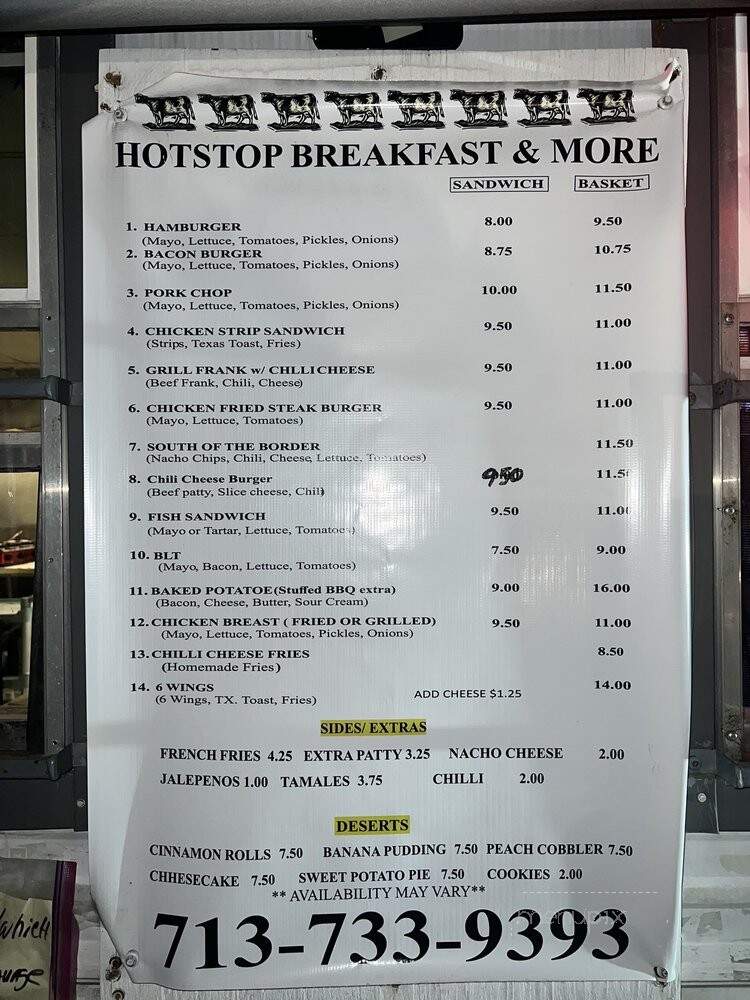 HOTSTOP BREAKFAST & MORE
SANDWICH BASKET
1. HAMBURGER 8.00 9.50
(Mayo, Lettuce, Tomatoes, Pickles, Onions)
2. BACON BURGER 8.75 10.75
(Mayo, Lettuce, Tomatoes, Pickles, Onions)
3. PORK CHOP 10.00 11.50
(Mayo, Lettuce, Tomatoes, Pickles, Onions)
4. CHICKEN STRIP SANDWICH 9.50 11.00
(Strips, Texas Toast, Fries)
5. GRILL FRANK w/ CHLLI CHEESE 9.50 11.00
(Beef Frank, Chili, Cheese)
6. CHICKEN FRIED STEAK BURGER 9.50 11.00
(Mayo, Lettuce, Tomatoes)
7. SOUTH OF THE BORDER 11.50
(Nacho Chips, Chili, Cheese, Lettuce, Tomatoes)
8. Chili Cheese Burger 9.50 11.50
(Beef patty, Slice cheese, Chili)
9. FISH SANDWICH 9.50 11.00
(Mayo or Tartar, Lettuce, Tomatoes)
10. BLT 7.50 9.00
(Mayo, Bacon, Lettuce, Tomatoes)
11. BAKED POTATOE(Stuffed BBQ extra) 9.00 16.00
(Bacon, Cheese, Butter, Sour Cream)
12. CHICKEN BREAST ( FRIED OR GRILLED) 9.50 11.00
(Mayo, Lettuce, Tomatoes, Pickles, Onions)
13. CHILLI CHEESE FRIES 8.50
(Homemade Fries)
14. 6 WINGS 14.00
(6 Wings, TX. Toast, Fries) ADD CHEESE $1.25
SIDES/ EXTRAS
FRENCH FRIES 4.25 EXTRA PATTY 3.25 NACHO CHEESE 2.00
JALEPENOS 1.00 TAMALES 3.75 CHILLI 2.00
DESERTS
CINNAMON ROLLS 7.50 BANANA PUDDING 7.50 PEACH COBBLER 7.50
CHHESECAKE 7.50 SWEET POTATO PIE 7.50 COOKIES 2.00
** AVAILABILITY MAY VARY**
713-733-9393
which